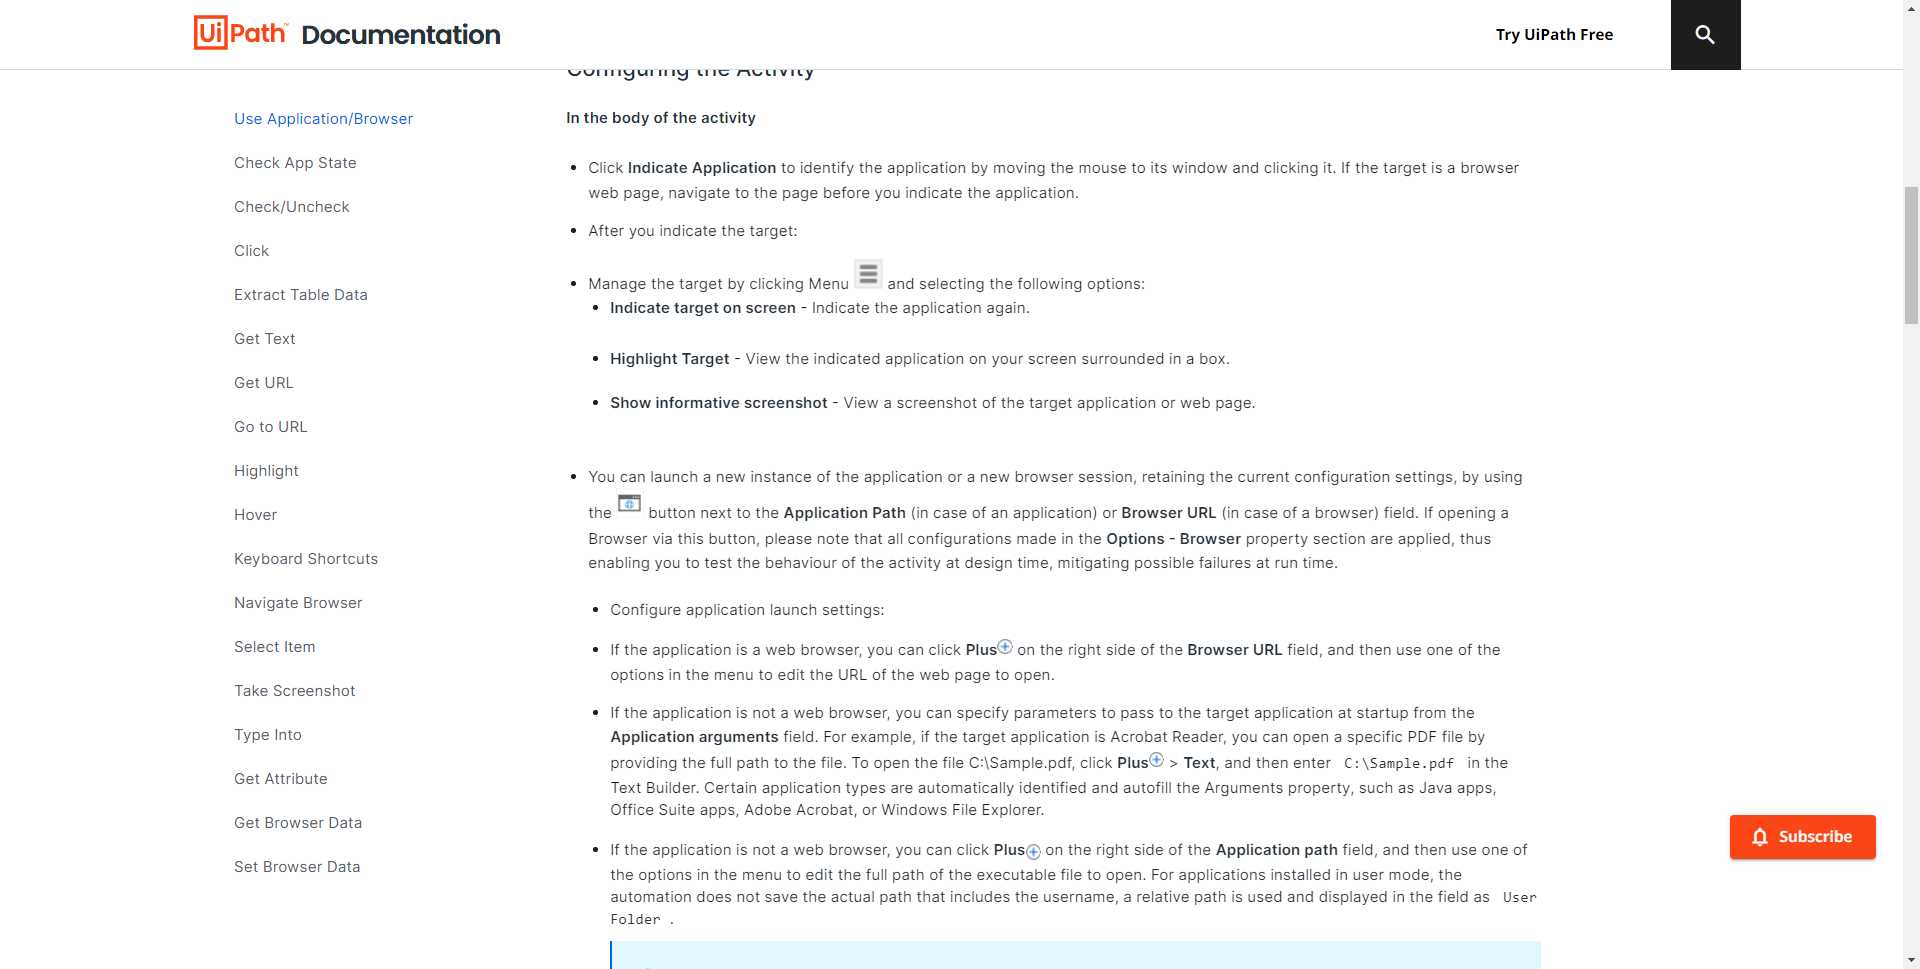 UiPath™ Documentation
Try UiPath Free
Configuring the Activity
Use Application/Browser
Check App State
Check/Uncheck
Click
Extract Table Data
Get Text
Get URL
Go to URL
Highlight
Hover
Keyboard Shortcuts
Navigate Browser
Select Item
Take Screenshot
Type Into
Get Attribute
Get Browser Data
Set Browser Data
In the body of the activity
Click Indicate Application to identify the application by moving the mouse to its window and clicking it. If the target is a browser
web page, navigate to the page before you indicate the application.
After you indicate the target:
Manage the target by clicking Menu and selecting the following options:
Indicate target on screen - Indicate the application again.
Highlight Target - View the indicated application on your screen surrounded in a box.
Show informative screenshot - View a screenshot of the target application or web page.
You can launch a new instance of the application or a new browser session, retaining the current configuration settings, by using
the button next to the Application Path (in case of an application) or Browser URL (in case of a browser) field. If opening a
Browser via this button, please note that all configurations made in the Options - Browser property section are applied, thus
enabling you to test the behaviour of the activity at design time, mitigating possible failures at run time.
Configure application launch settings:
If the application is a web browser, you can click Plus on the right side of the Browser URL field, and then use one of the
options in the menu to edit the URL of the web page to open.
If the application is not a web browser, you can specify parameters to pass to the target application at startup from the
Application arguments field. For example, if the target application is Acrobat Reader, you can open a specific PDF file by
providing the full path to the file. To open the file C:\Sample.pdf, click Plus > Text, and then enter C:\Sample.pdf in the
Text Builder. Certain application types are automatically identified and autofill the Arguments property, such as Java apps,
Office Suite apps, Adobe Acrobat, or Windows File Explorer.
If the application is not a web browser, you can click Plus on the right side of the Application path field, and then use one of
the options in the menu to edit the full path of the executable file to open. For applications installed in user mode, the
automation does not save the actual path that includes the username, a relative path is used and displayed in the field as User
Folder .
Subscribe